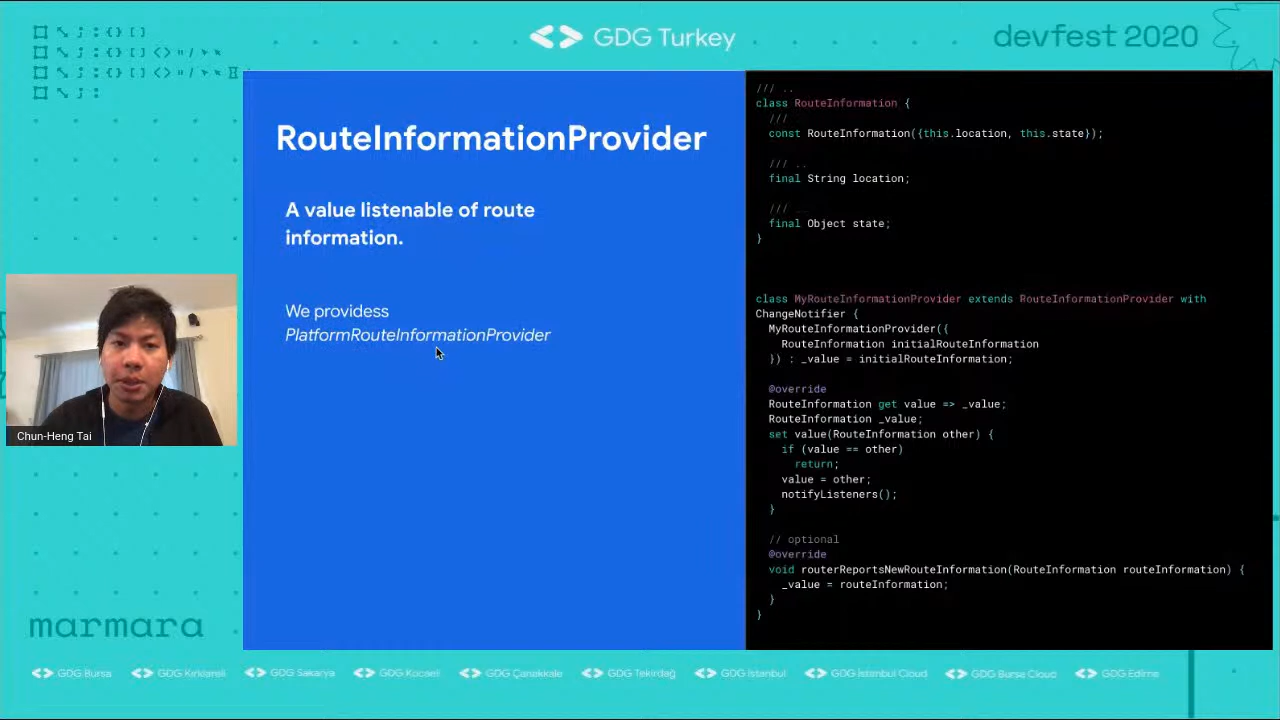 GDG Turkey
devfest 2020
RouteInformationProvider
A value listenable of route
information.
We providess
PlatformRouteInformationProvider
/// ..
class RouteInformation {
///
const RouteInformation({this.location, this.state});
/// ..
final String location;
///
final Object state;
}
class MyRouteInformationProvider extends RouteInformationProvider with
ChangeNotifier {
MyRouteInformationProvider({
RouteInformation initialRouteInformation
}) : _value = initialRouteInformation;
@override
RouteInformation get value => _value;
RouteInformation _value;
set value(RouteInformation other) {
if (value == other)
return;
value = other;
notifyListeners();
}
// optional
@override
void routerReportsNewRouteInformation(RouteInformation routeInformation) {
_value = routeInformation;
}
}
Chun-Heng Tai
marmara
GDG Bursa
GDG Kırklareli
GDG Sakarya
GDG Kocaeli
GDG Çanakkale
GDG Tekirdağ
GDG İstanbul
GDG İstanbul Cloud
GDG Bursa Cloud
GDG Edirne